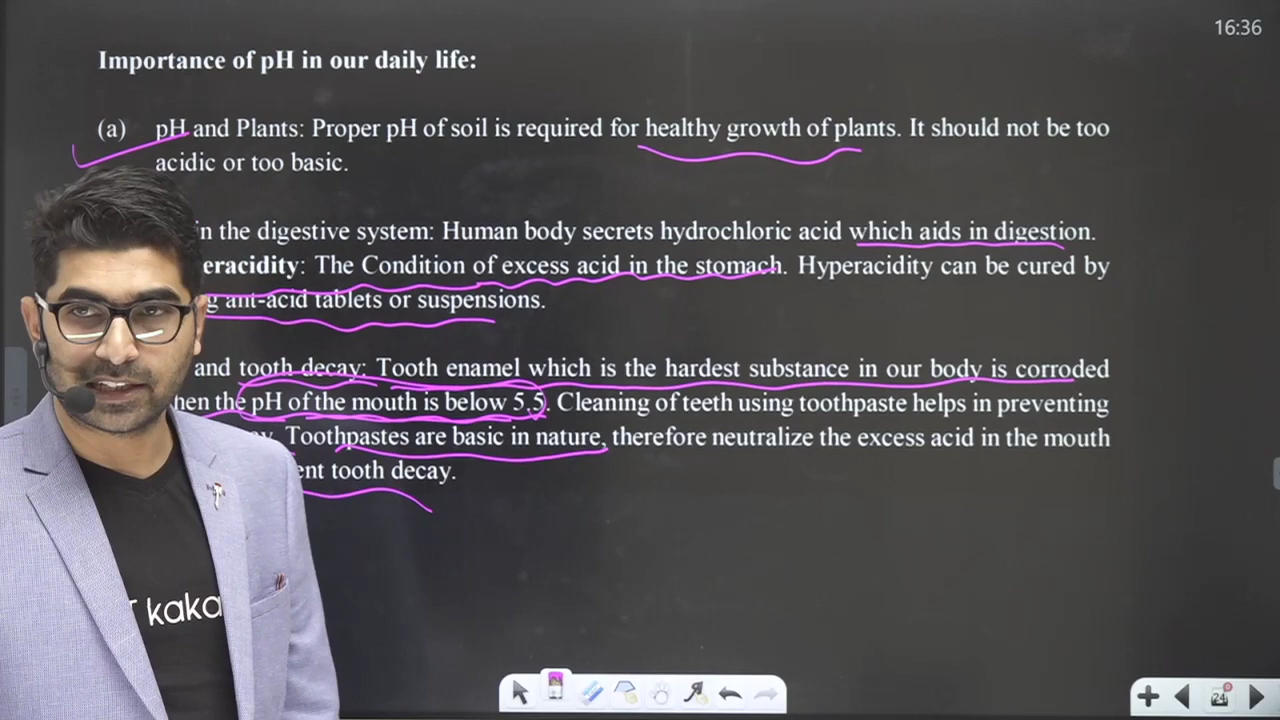 16:36
Importance of pH in our daily life:
(a) pH and Plants: Proper pH of soil is required for healthy growth of plants. It should not be too
acidic or too basic.
in the digestive system: Human body secrets hydrochloric acid which aids in digestion.
eracidity: The Condition of excess acid in the stomach. Hyperacidity can be cured by
g ant-acid tablets or suspensions.
and tooth decay: Tooth enamel which is the hardest substance in our body is corroded
hen the pH of the mouth is below 5.5. Cleaning of teeth using toothpaste helps in preventing
Toothpastes are basic in nature, therefore neutralize the excess acid in the mouth
ent tooth decay.
kaka
24